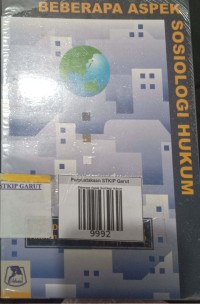 BEBERAPA ASPEK
SOSIOLOGI HUKUM
STKIP GARUT
Perpustakaan STKIP Garut
9992